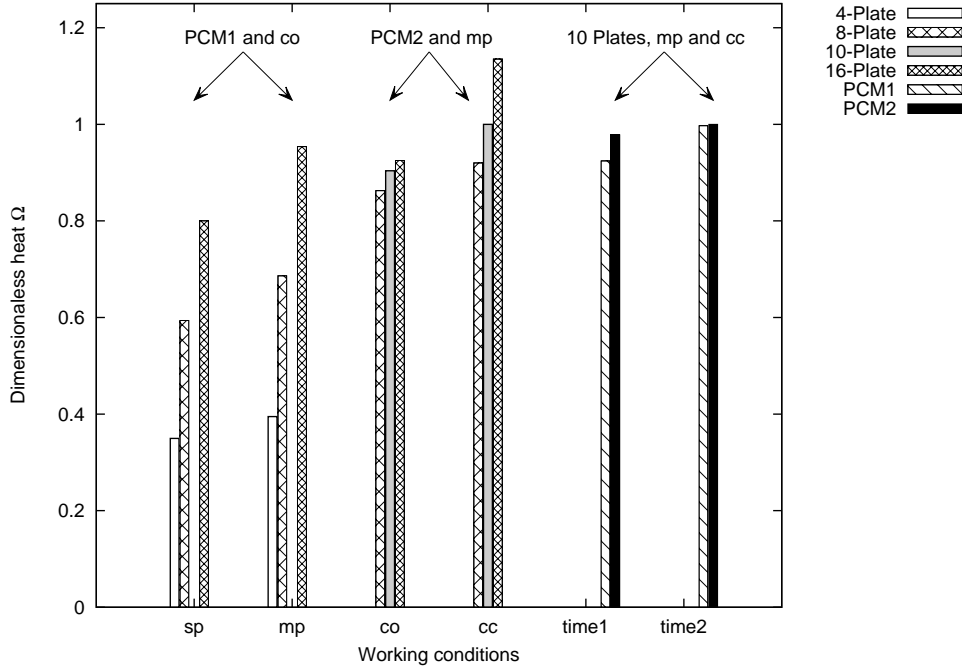 4-Plate
8-Plate
10-Plate
16-Plate
PCM1
PCM2
PCM1 and co
PCM2 and mp
10 Plates, mp and cc
1.2
1
0.8
0.6
0.4
0.2
0
Dimensionaless heat Ω
sp
mp
co
cc
time1
time2
Working conditions